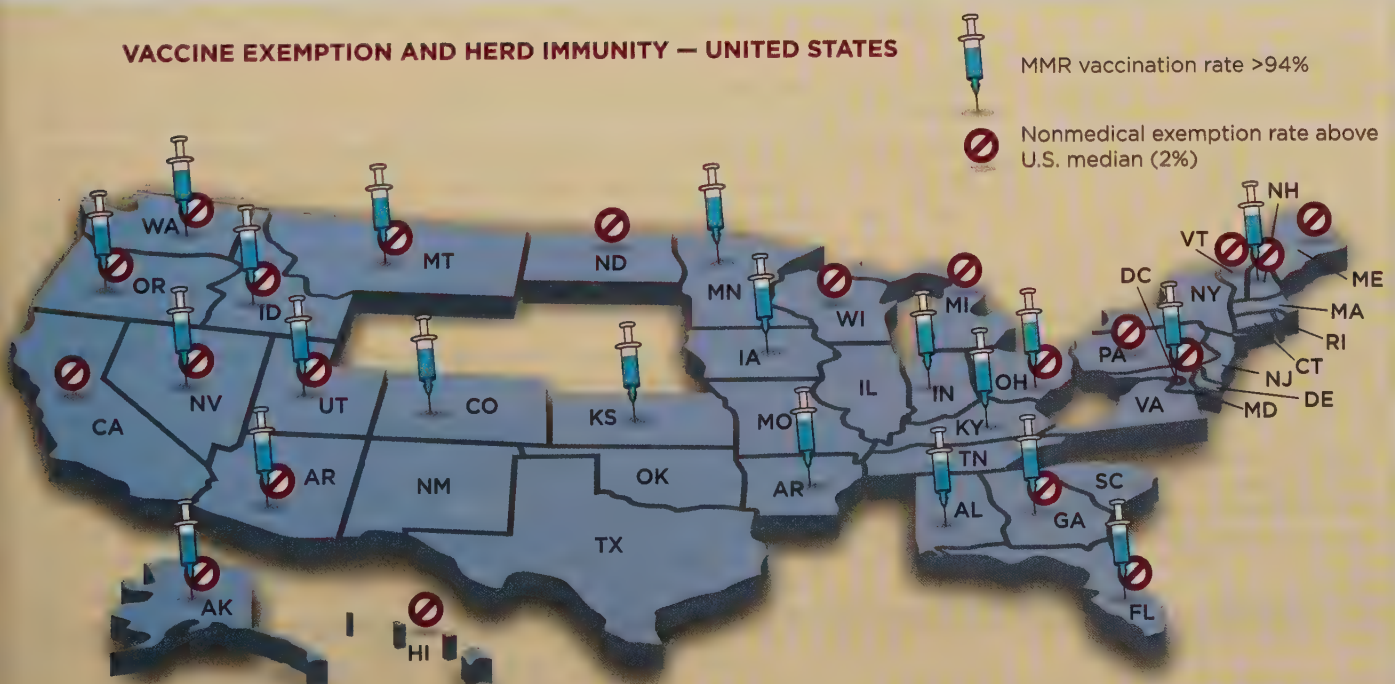 VACCINE EXEMPTION AND HERD IMMUNITY — UNITED STATES
MMR vaccination rate >94%
Nonmedical exemption rate above
U.S. median (2%)
WA
OR
ID
MT
ND
MN
WI
MI
IA
IL
IN
OH
PA
NY
VT
NH
ME
MA
RI
CT
NJ
DE
MD
DC
VA
CA
NV
UT
CO
KS
MO
KY
TN
AR
NM
OK
AR
AL
GA
SC
TX
FL
AK
HI